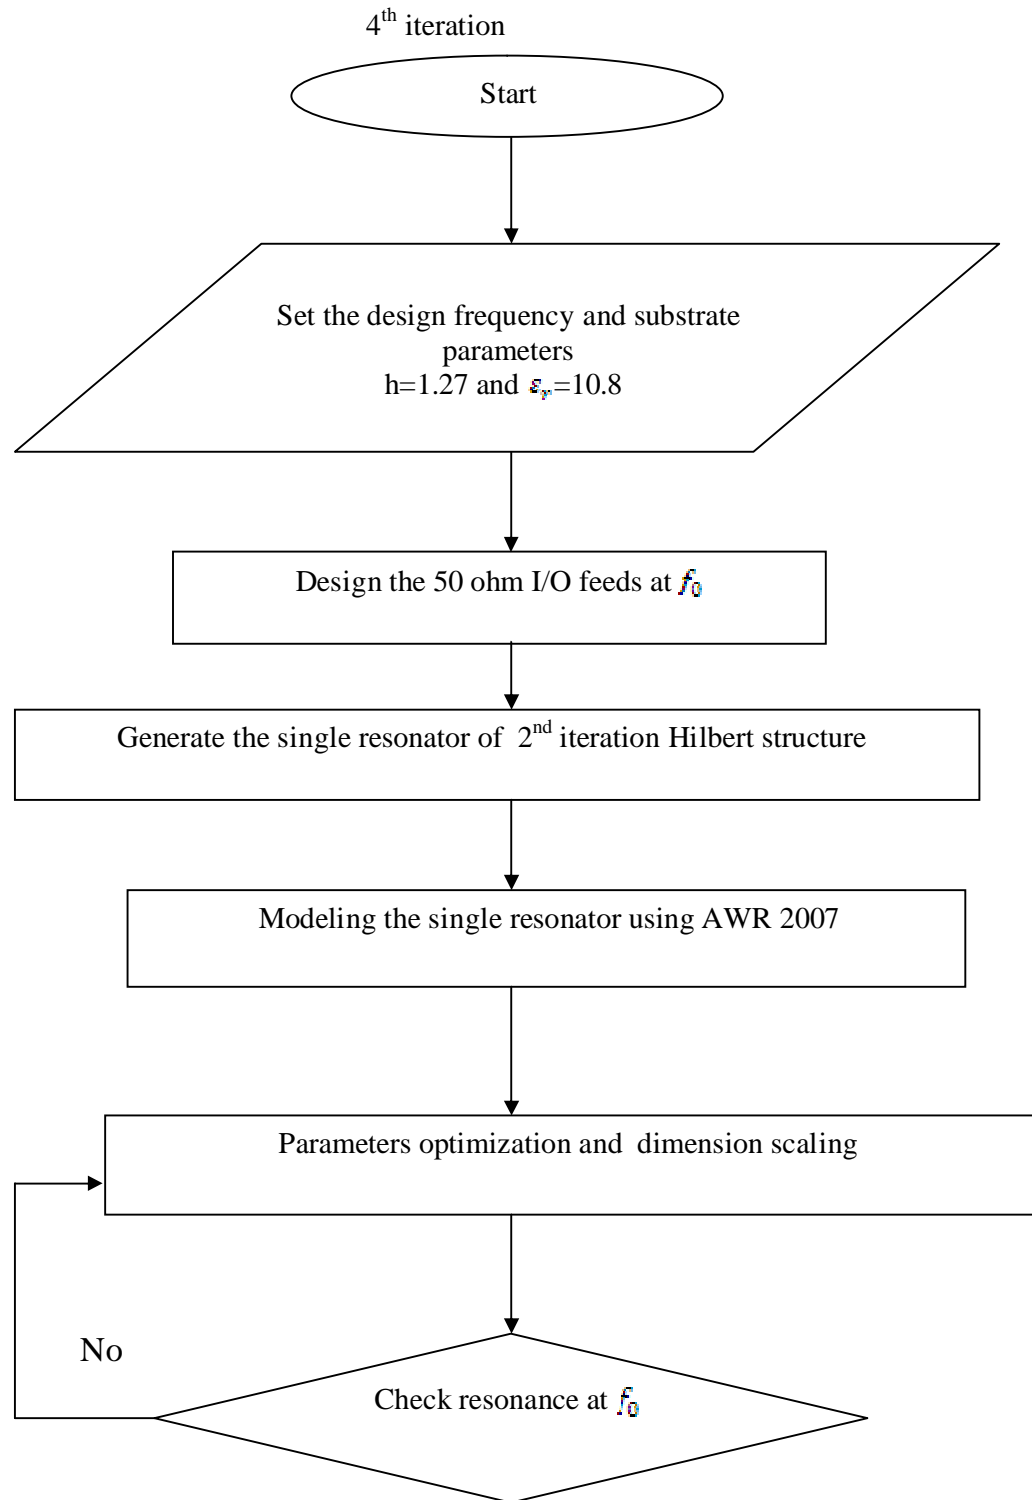 4th iteration
Start
Set the design frequency and substrate
parameters
h=1.27 and εr=10.8
Design the 50 ohm I/O feeds at f0
Generate the single resonator of 2nd iteration Hilbert structure
Modeling the single resonator using AWR 2007
Parameters optimization and dimension scaling
No
Check resonance at f0